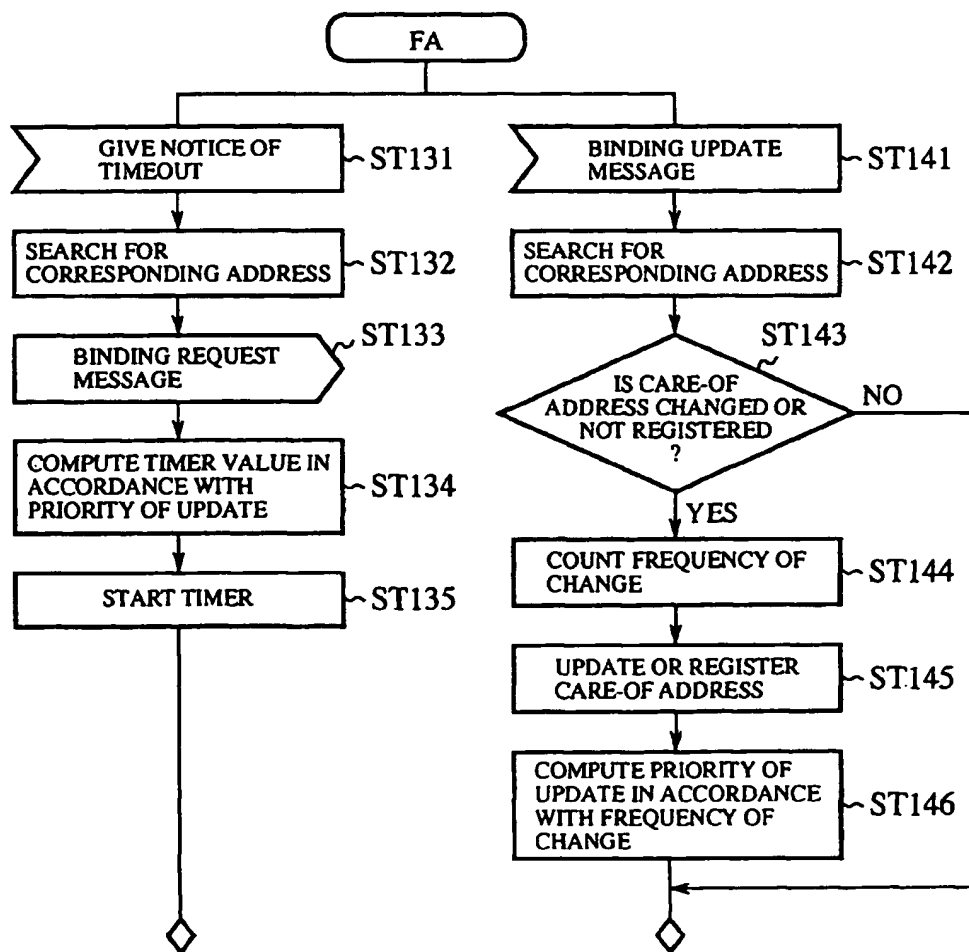 FA
GIVE NOTICE OF
TIMEOUT
ST131
SEARCH FOR
CORRESPONDING ADDRESS
ST132
BINDING REQUEST
MESSAGE
ST133
COMPUTE TIMER VALUE IN
ACCORDANCE WITH
PRIORITY OF UPDATE
ST134
START TIMER
ST135
BINDING UPDATE
MESSAGE
ST141
SEARCH FOR
CORRESPONDING ADDRESS
ST142
ST143
IS CARE-OF
ADDRESS CHANGED OR
NOT REGISTERED
?
NO
YES
COUNT FREQUENCY OF
CHANGE
ST144
UPDATE OR REGISTER
CARE-OF ADDRESS
ST145
COMPUTE PRIORITY OF
UPDATE IN ACCORDANCE
WITH FREQUENCY OF
CHANGE
ST146